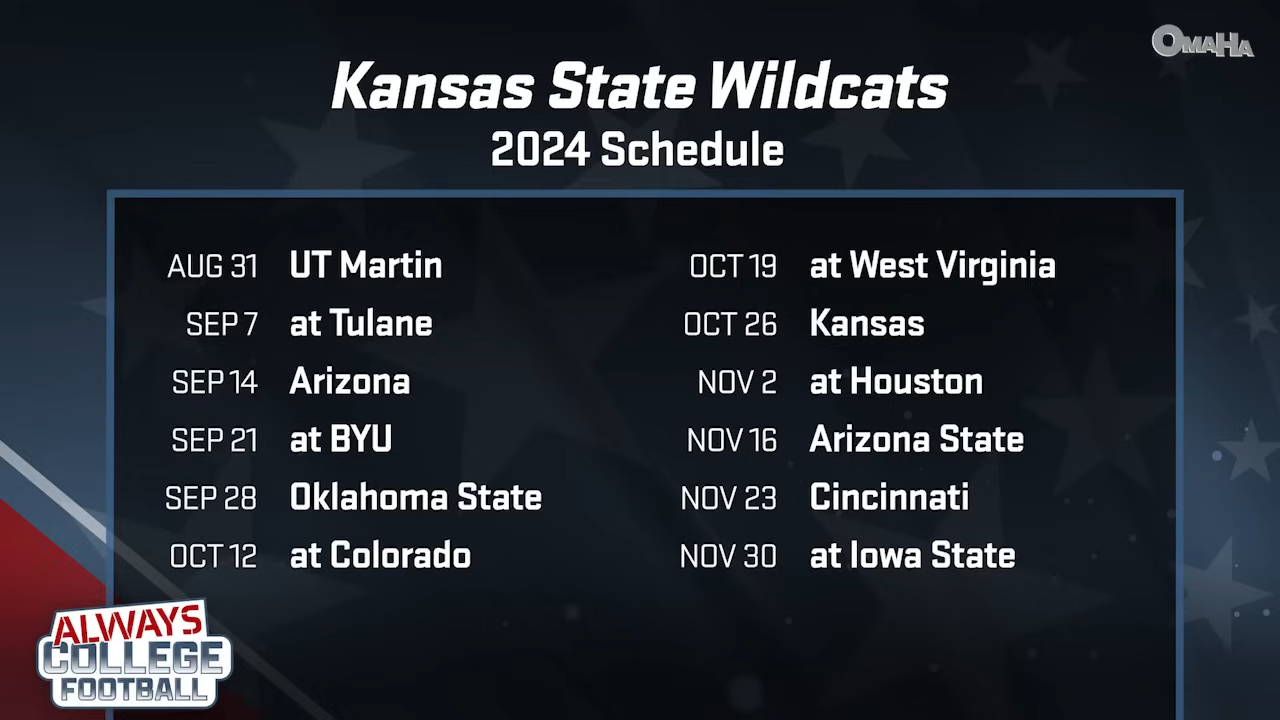 OMAHA
Kansas State Wildcats
2024 Schedule
AUG 31 UT Martin
SEP 7 at Tulane
SEP 14 Arizona
SEP 21 at BYU
SEP 28 Oklahoma State
OCT 12 at Colorado
OCT 19 at West Virginia
OCT 26 Kansas
NOV 2 at Houston
NOV 16 Arizona State
NOV 23 Cincinnati
NOV 30 at Iowa State
ALWAYS
COLLEGE
FOOTBALL